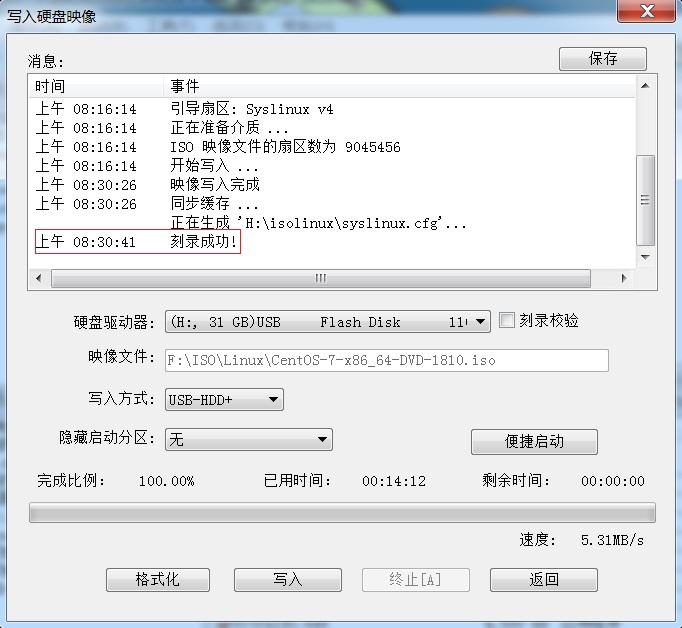 写入硬盘映像
消息:
保存
时间 事件
上午 08:16:14 引导扇区: Syslinux v4
上午 08:16:14 正在准备介质 ...
上午 08:16:14 ISO 映像文件的扇区数为 9045456
上午 08:16:14 开始写入 ...
上午 08:30:26 映像写入完成
上午 08:30:26 同步缓存 ...
正在生成 'H:\isolinux\syslinux.cfg'...
上午 08:30:41 刻录成功!
硬盘驱动器: (H:, 31 GB)USB Flash Disk 刻录校验
映像文件: F:\ISO\Linux\CentOS-7-x86_64-DVD-1810.iso
写入方式: USB-HDD+
隐藏启动分区: 无 便捷启动
完成比例: 100.00% 已用时间: 00:14:12 剩余时间: 00:00:00
速度: 5.31MB/s
格式化 写入 终止[A] 返回